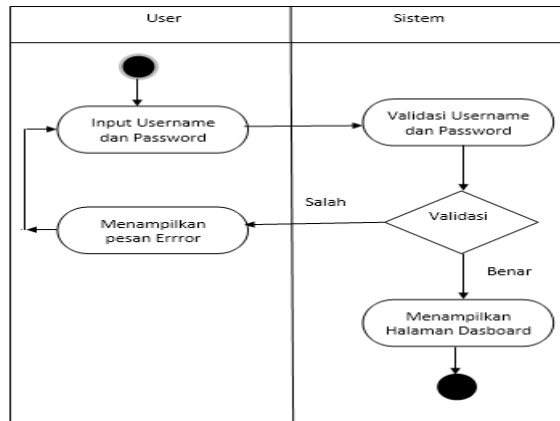 User
Sistem
Input Username
dan Password
Validasi Username
dan Password
Salah
Validasi
Menampilkan
pesan Errror
Benar
Menampilkan
Halaman Dasboard